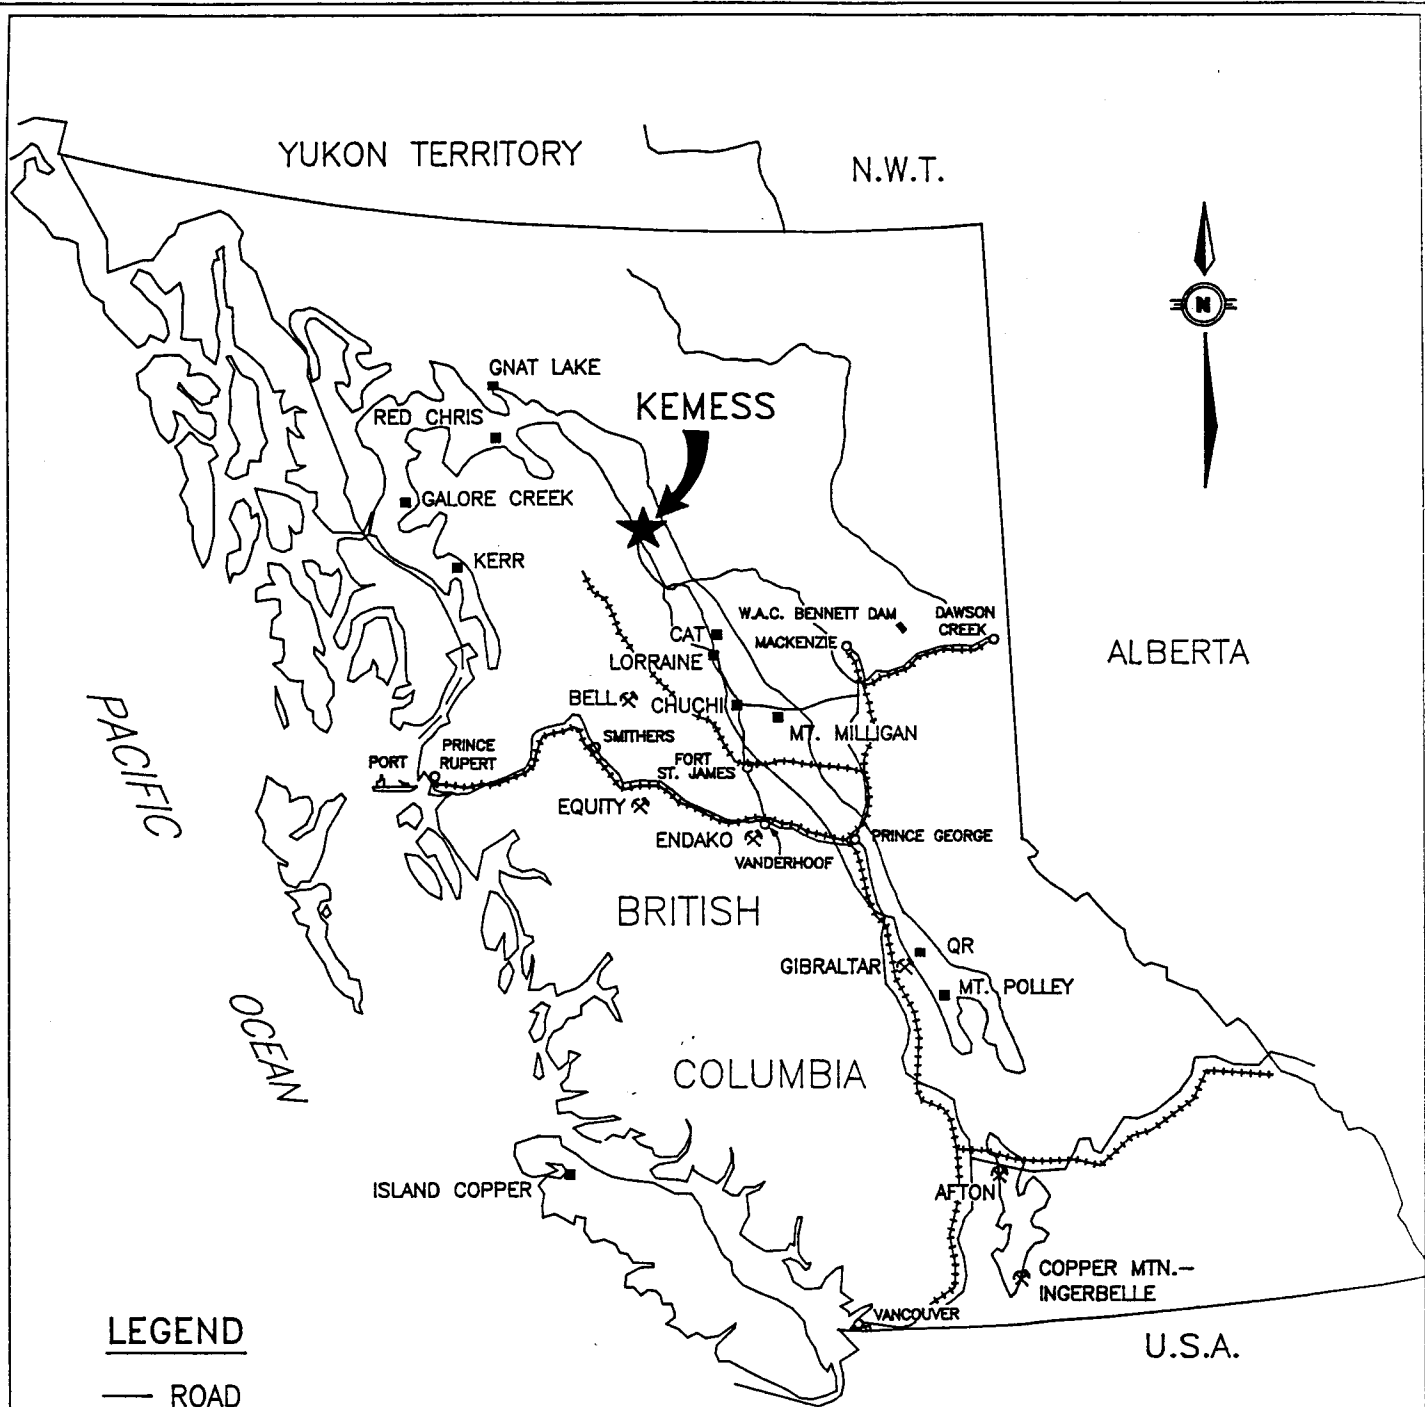 YUKON TERRITORY
N.W.T.
N
GNAT LAKE
RED CHRIS
KEMESS
GALORE CREEK
KERR
W.A.C. BENNETT DAM
DAWSON
CREEK
CAT
MACKENZIE
LORRAINE
ALBERTA
BELL
CHUCHI
MT. MILLIGAN
PACIFIC
SMITHERS
PORT
PRINCE
RUPERT
FORT
ST. JAMES
EQUITY
ENDAKO
PRINCE GEORGE
VANDERHOOF
BRITISH
QR
GIBRALTAR
MT. POLLEY
OCEAN
COLUMBIA
ISLAND COPPER
AFTON
COPPER MTN.–
INGERBELLE
VANCOUVER
U.S.A.
LEGEND
ROAD